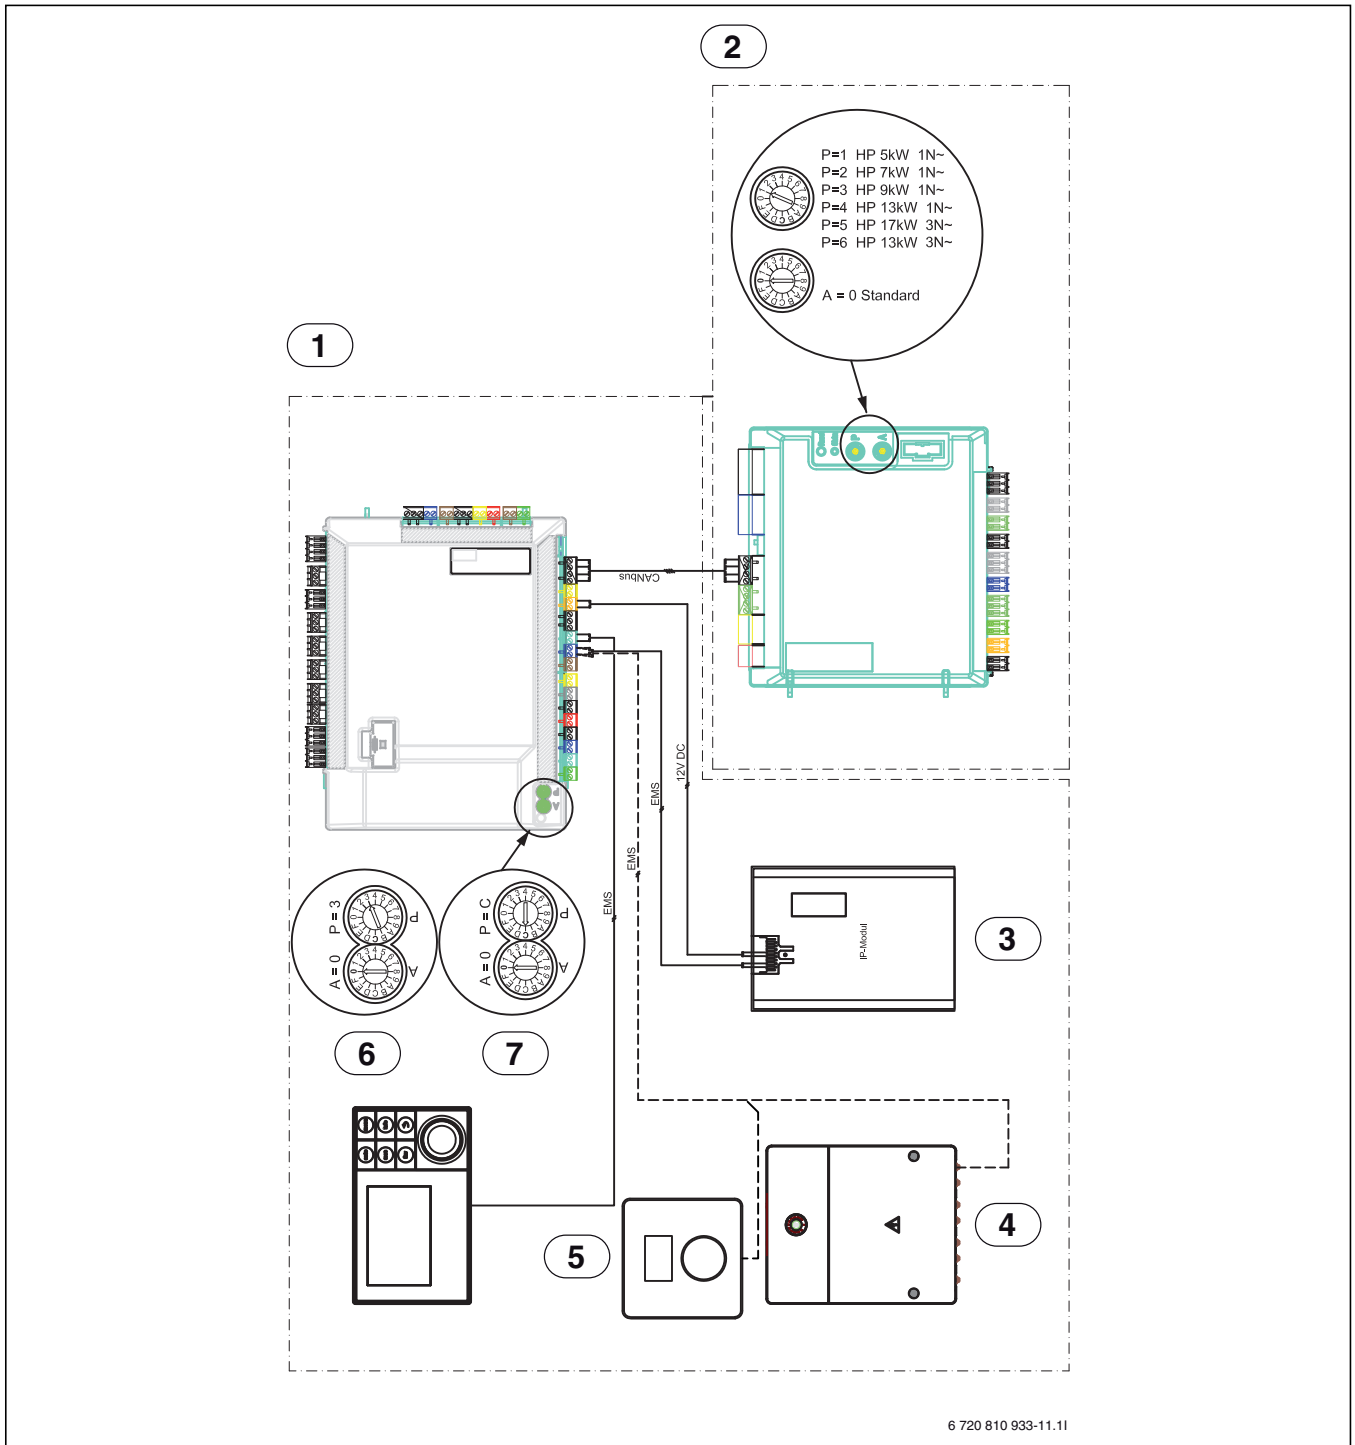 2
P=1 HP 5kW 1N~
P=2 HP 7kW 1N~
P=3 HP 9kW 1N~
P=4 HP 13kW 1N~
P=5 HP 17kW 3N~
P=6 HP 13kW 3N~
A = 0 Standard
1
P
A
CANbus
12V DC
EMS
EMS
EMS
P
A
A = 0 P = 3
P
A
A = 0 P = C
P
A
IP-Modul
3
6
7
4
5
6 720 810 933-11.1I